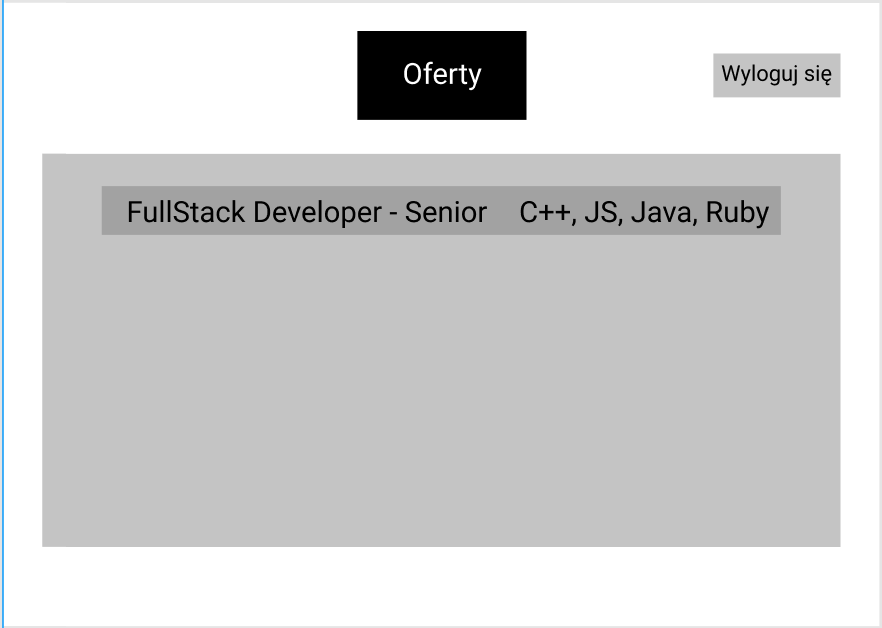 Oferty
Wyloguj się
FullStack Developer - Senior C++, JS, Java, Ruby